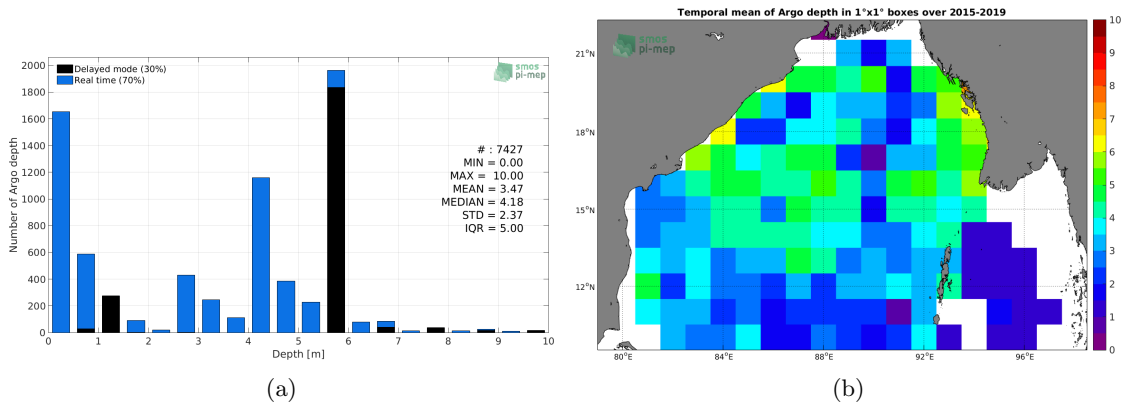 smos
pi-mep
Delayed mode (30%)
Real time (70%)
# : 7427
MIN = 0.00
MAX = 10.00
MEAN = 3.47
MEDIAN = 4.18
STD = 2.37
IQR = 5.00
Number of Argo depth
2000
1800
1600
1400
1200
1000
800
600
400
200
0
0 1 2 3 4 5 6 7 8 9 10
Depth [m]
(a)
Temporal mean of Argo depth in 1°x1° boxes over 2015-2019
smos
pi-mep
21°N
18°N
15°N
12°N
80°E 84°E 88°E 92°E 96°E
10
9
8
7
6
5
4
3
2
1
0
(b)